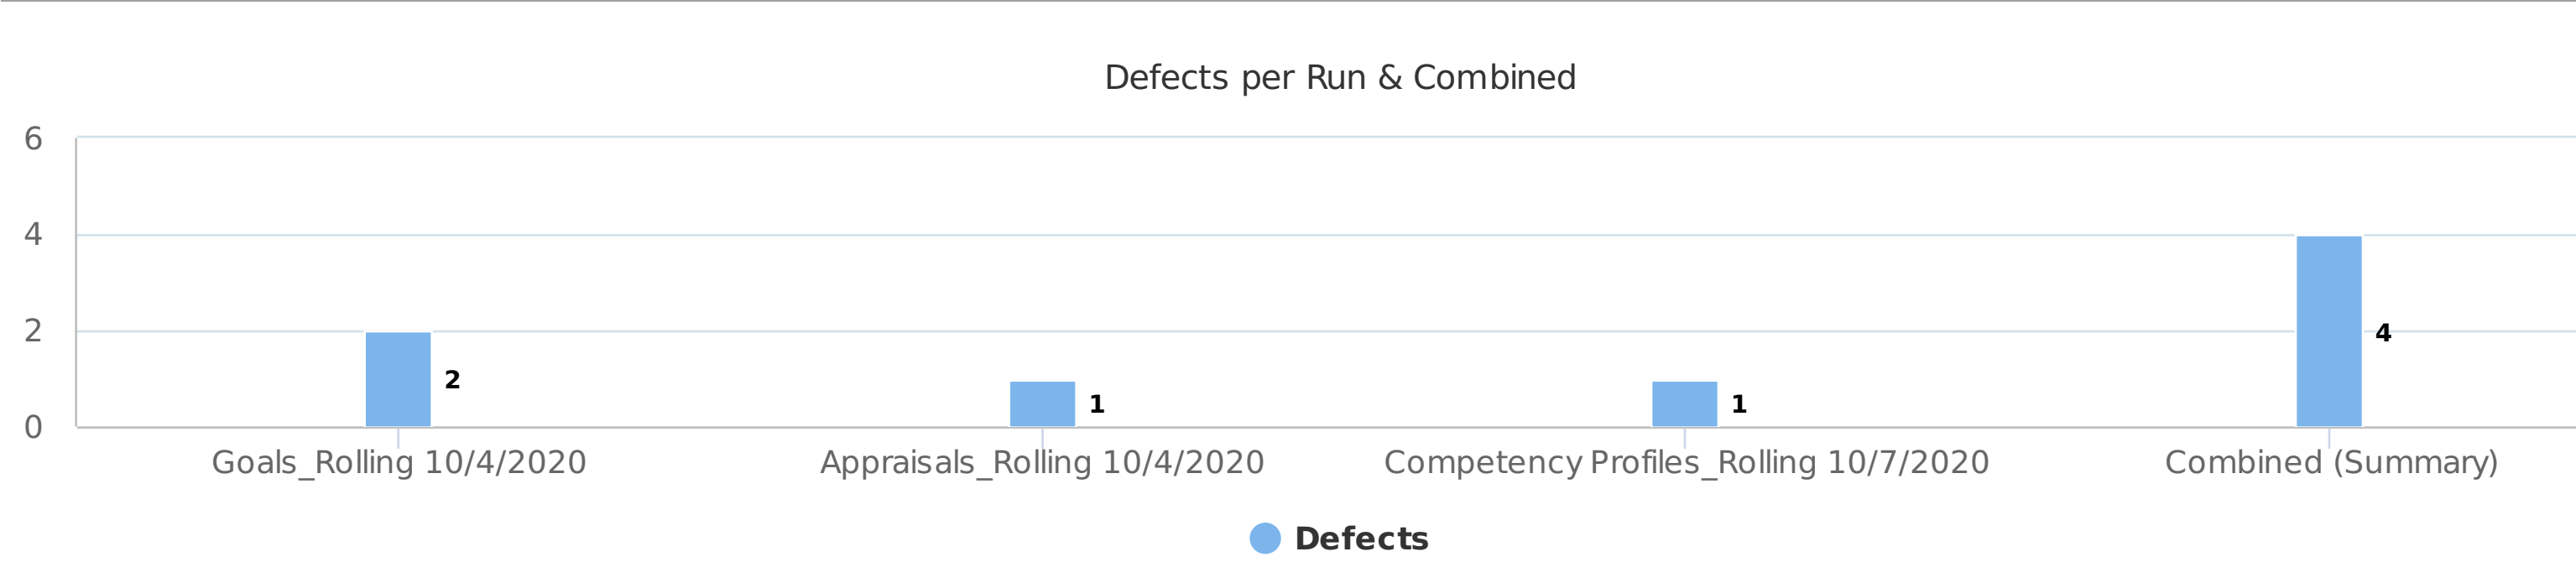 Defects per Run & Combined
6
4
2
0
2
1
1
4
Goals_Rolling 10/4/2020
Appraisals_Rolling 10/4/2020
Competency Profiles_Rolling 10/7/2020
Combined (Summary)
Defects